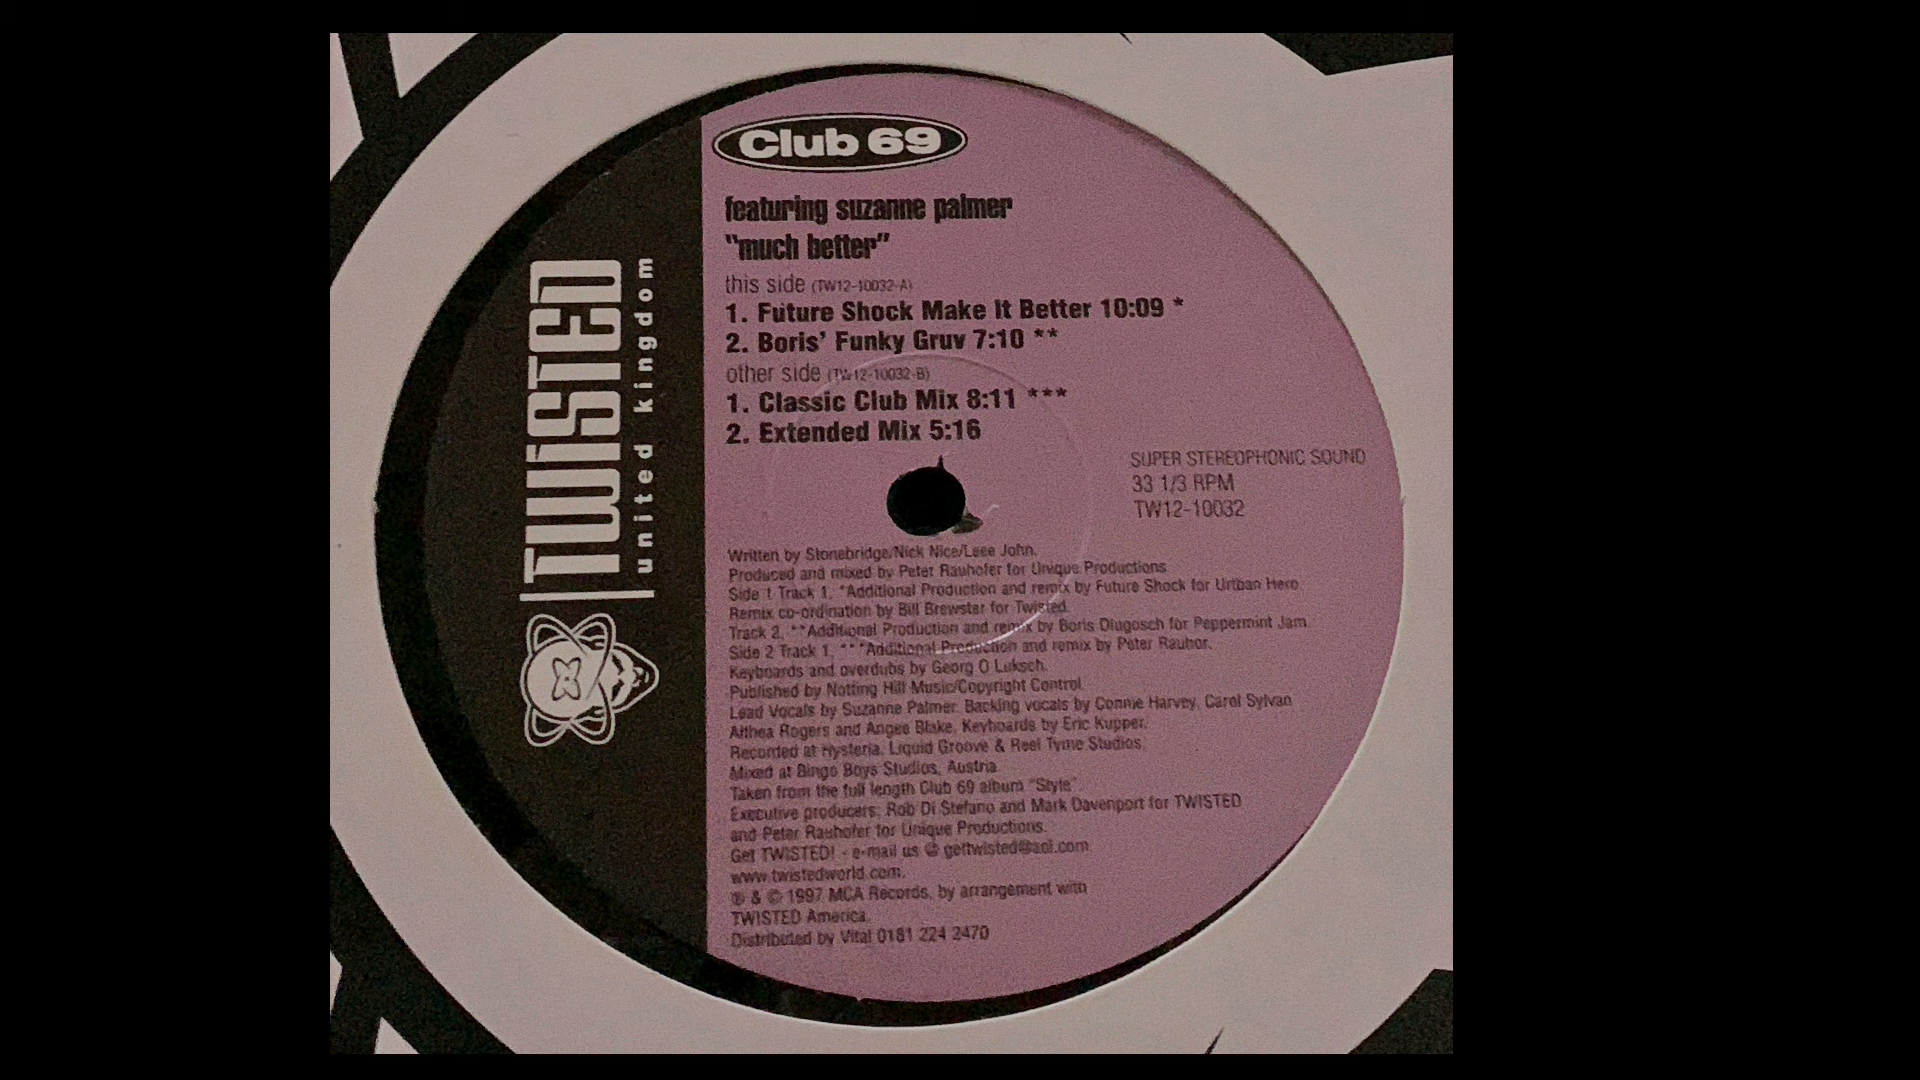 Club 69
featuring suzanne palmer
"much better"
this side (TW12-10032-A)
1. Future Shock Make It Better 10:09 *
2. Boris' Funky Gruv 7:10 **
other side (TW12-10032-B)
1. Classic Club Mix 8:11 ***
2. Extended Mix 5:16
SUPER STEREOPHONIC SOUND
33 1/3 RPM
TW12-10032
TWISTED
united kingdom
Written by Stonebridge/Nick Nice/Leee John.
Produced and mixed by Peter Rauhofer for Unique Productions
Side 1 Track 1, *Additional Production and remix by Future Shock for Urtban Hero
Remix co-ordination by Bill Brewster for Twisted.
Track 2, **Additional Production and remix by Boris Dlugosch for Peppermint Jam.
Side 2 Track 1, ***Additional Production and remix by Peter Rauhor.
Keyboards and overdubs by Georg O Luksch.
Published by Notting Hill Music/Copyright Control.
Lead Vocals by Suzanne Palmer. Backing vocals by Connie Harvey, Carol Sylvan
Althea Rogers and Angee Blake, Keyboards by Eric Kupper.
Recorded at Hysteria, Liquid Groove & Reel Tyme Studios.
Mixed at Bingo Boys Studios, Austria
Taken from the full length Club 69 album "Style".
Executive producers: Rob Di Stefano and Mark Davenport for TWISTED
and Peter Rauhofer for Unique Productions.
Get TWISTED! - e-mail us @ gettwisted@aol.com
www.twistedworld.com.
℗ & © 1997 MCA Records, by arrangement with
TWISTED America.
Distributed by Vital 0181 224 2470